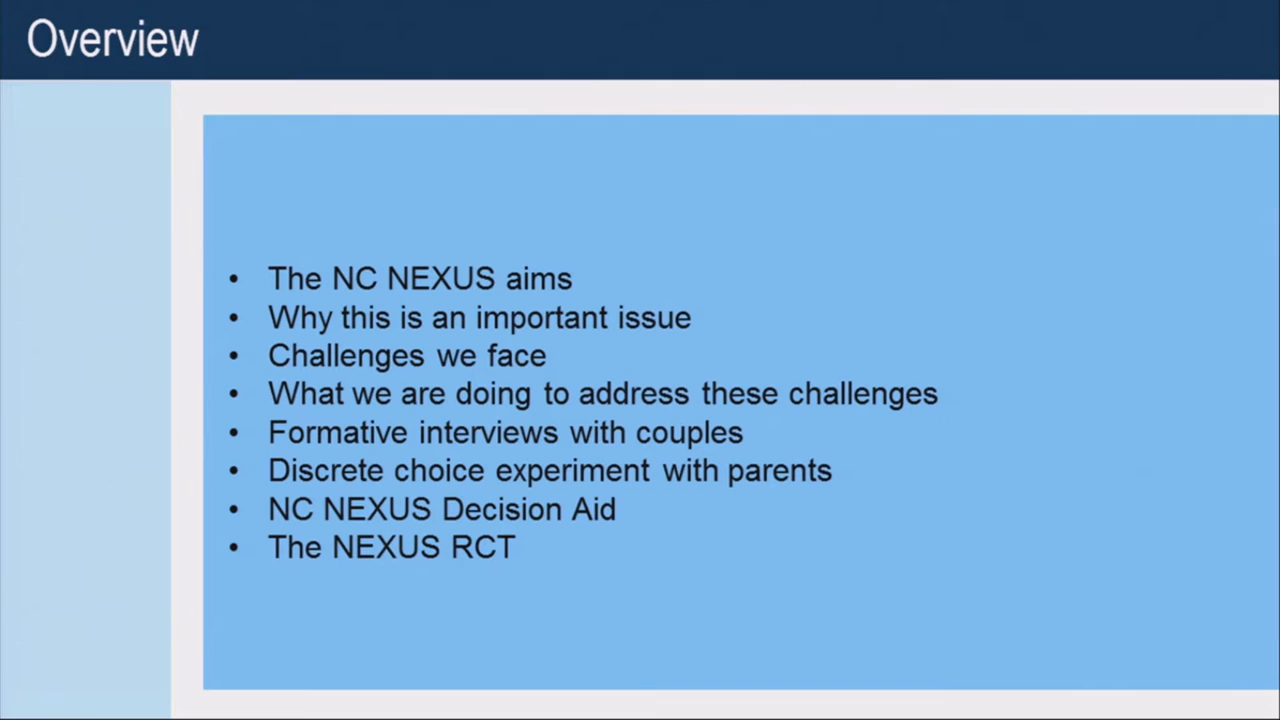 Overview
• The NC NEXUS aims
• Why this is an important issue
• Challenges we face
• What we are doing to address these challenges
• Formative interviews with couples
• Discrete choice experiment with parents
• NC NEXUS Decision Aid
• The NEXUS RCT